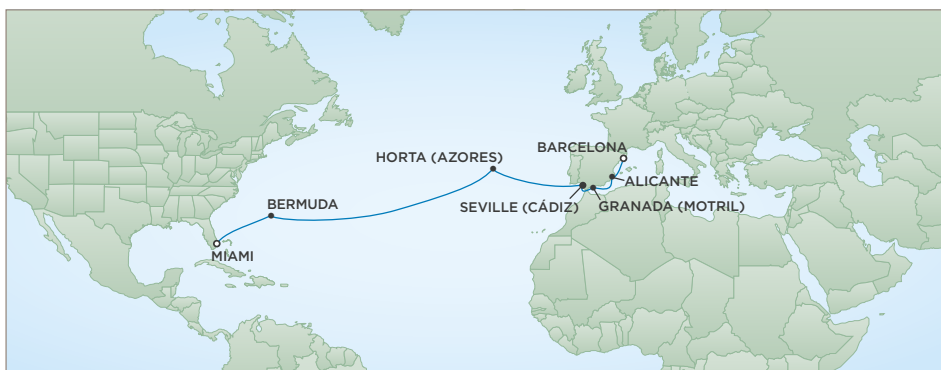 BARCELONA
HORTA (AZORES)
ALICANTE
BERMUDA
SEVILLE (CÁDIZ)
GRANADA (MOTRIL)
MIAMI